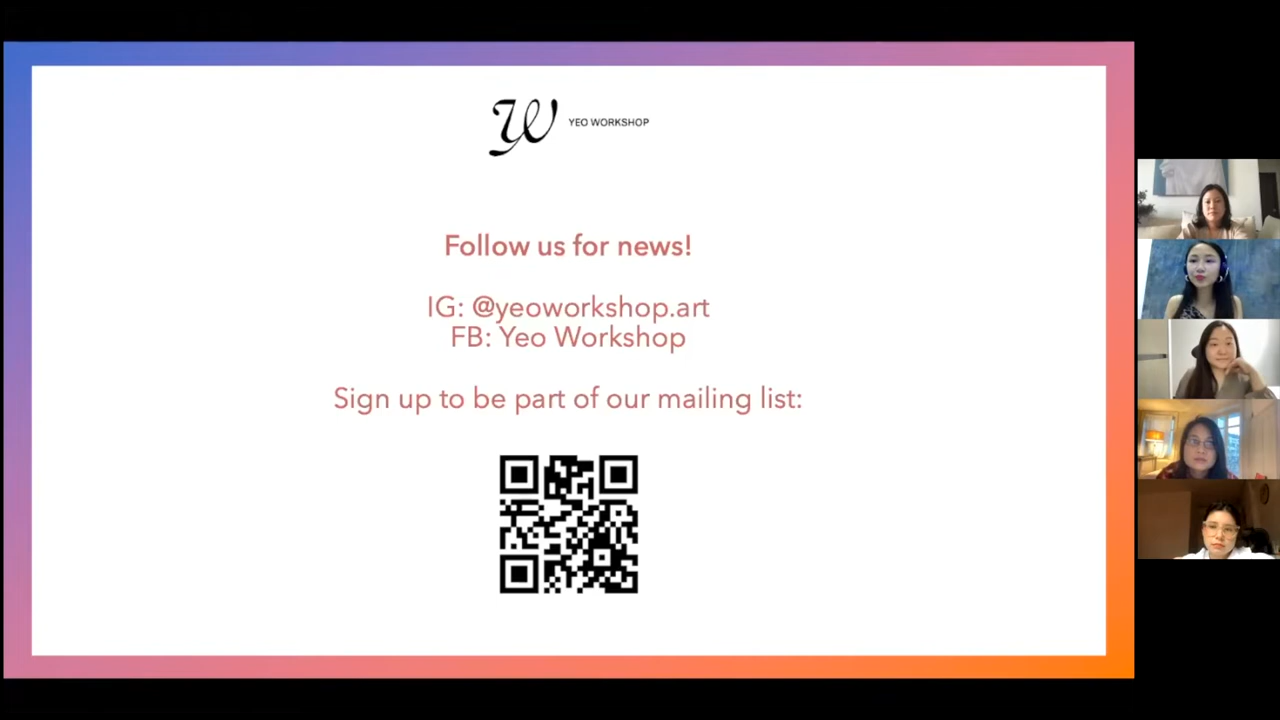 YEO WORKSHOP
Follow us for news!
IG: @yeoworkshop.art
FB: Yeo Workshop
Sign up to be part of our mailing list: